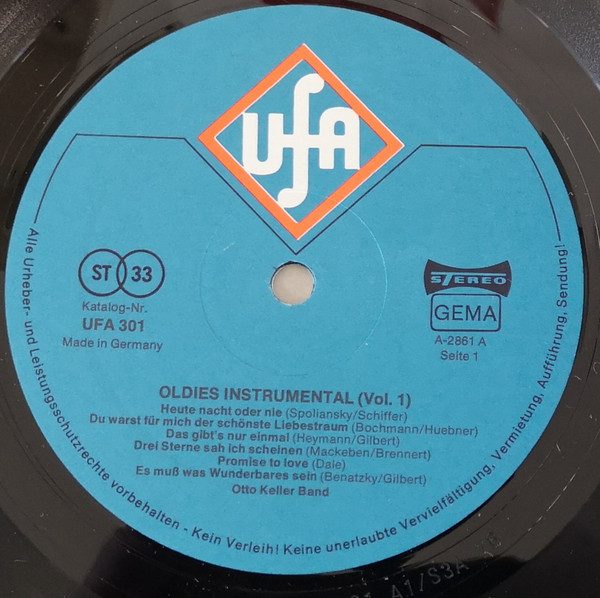 UfA
ST 33
Katalog-Nr.
UFA 301
Made in Germany
STEREO
GEMA
A-2861 A
Seite 1
OLDIES INSTRUMENTAL (Vol. 1)
Heute nacht oder nie (Spoliansky/Schiffer)
Du warst für mich der schönste Liebestraum (Bochmann/Huebner)
Das gibt's nur einmal (Heymann/Gilbert)
Drei Sterne sah ich scheinen (Mackeben/Brennert)
Promise to love (Dale)
Es muß was Wunderbares sein (Benatzky/Gilbert)
Otto Keller Band
Alle Urheber- und Leistungsschutzrechte vorbehalten - Kein Verleih! Keine unerlaubte Vervielfältigung, Vermietung, Aufführung, Sendung!
A1/S3A